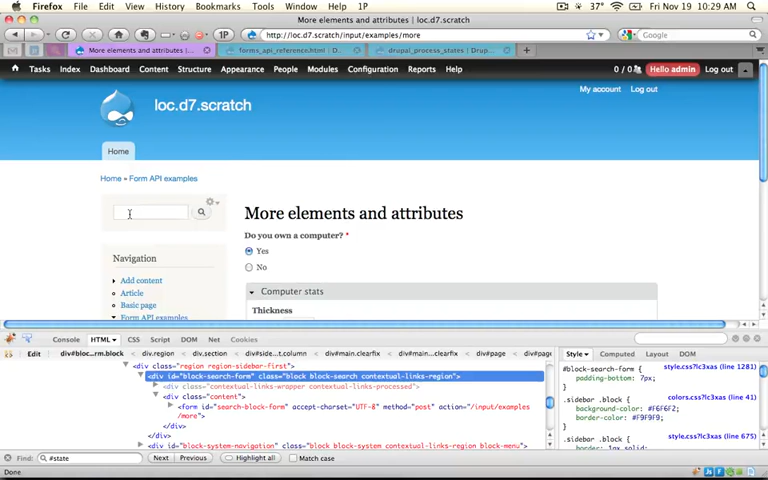 Firefox File Edit View History Bookmarks Tools Window 1P 37° Fri Nov 19 10:29 AM
More elements and attributes | loc.d7.scratch
http://loc.d7.scratch/input/examples/more
Google
More elements and attributes |...
forms_api_reference.html | Dru...
drupal_process_states | Drup...
Tasks Index Dashboard Content Structure Appearance People Modules Configuration Reports Help 0 / 0 Hello admin Log out
My account Log out
loc.d7.scratch
Home
Home » Form API examples
More elements and attributes
Do you own a computer? *
Yes
No
Computer stats
Thickness
Navigation
Add content
Article
Basic page
Form API examples
Console HTML CSS Script DOM Net Cookies
Edit div#bloc...rm.block div.region div.section div#side...t.column div#main.clearfix div#main.clearfix div#page div#page
Style Computed Layout DOM
<div class="region region-sidebar-first">
<div id="block-search-form" class="block block-search contextual-links-region">
<div class="contextual-links-wrapper contextual-links-processed">
<div class="content">
<form id="search-block-form" accept-charset="UTF-8" method="post" action="/input/examples
/more">
</div>
</div>
<div id="block-system-navigation" class="block block-system contextual-links-region block-menu">
style.css?lc3xas (line 1281)
#block-search-form {
padding-bottom: 7px;
}
colors.css?lc3xas (line 41)
.sidebar .block {
background-color: #F6F6F2;
border-color: #F9F9F9;
}
style.css?lc3xas (line 675)
.sidebar .block {
border: 1px solid;
Find: #state Next Previous Highlight all Match case
Done